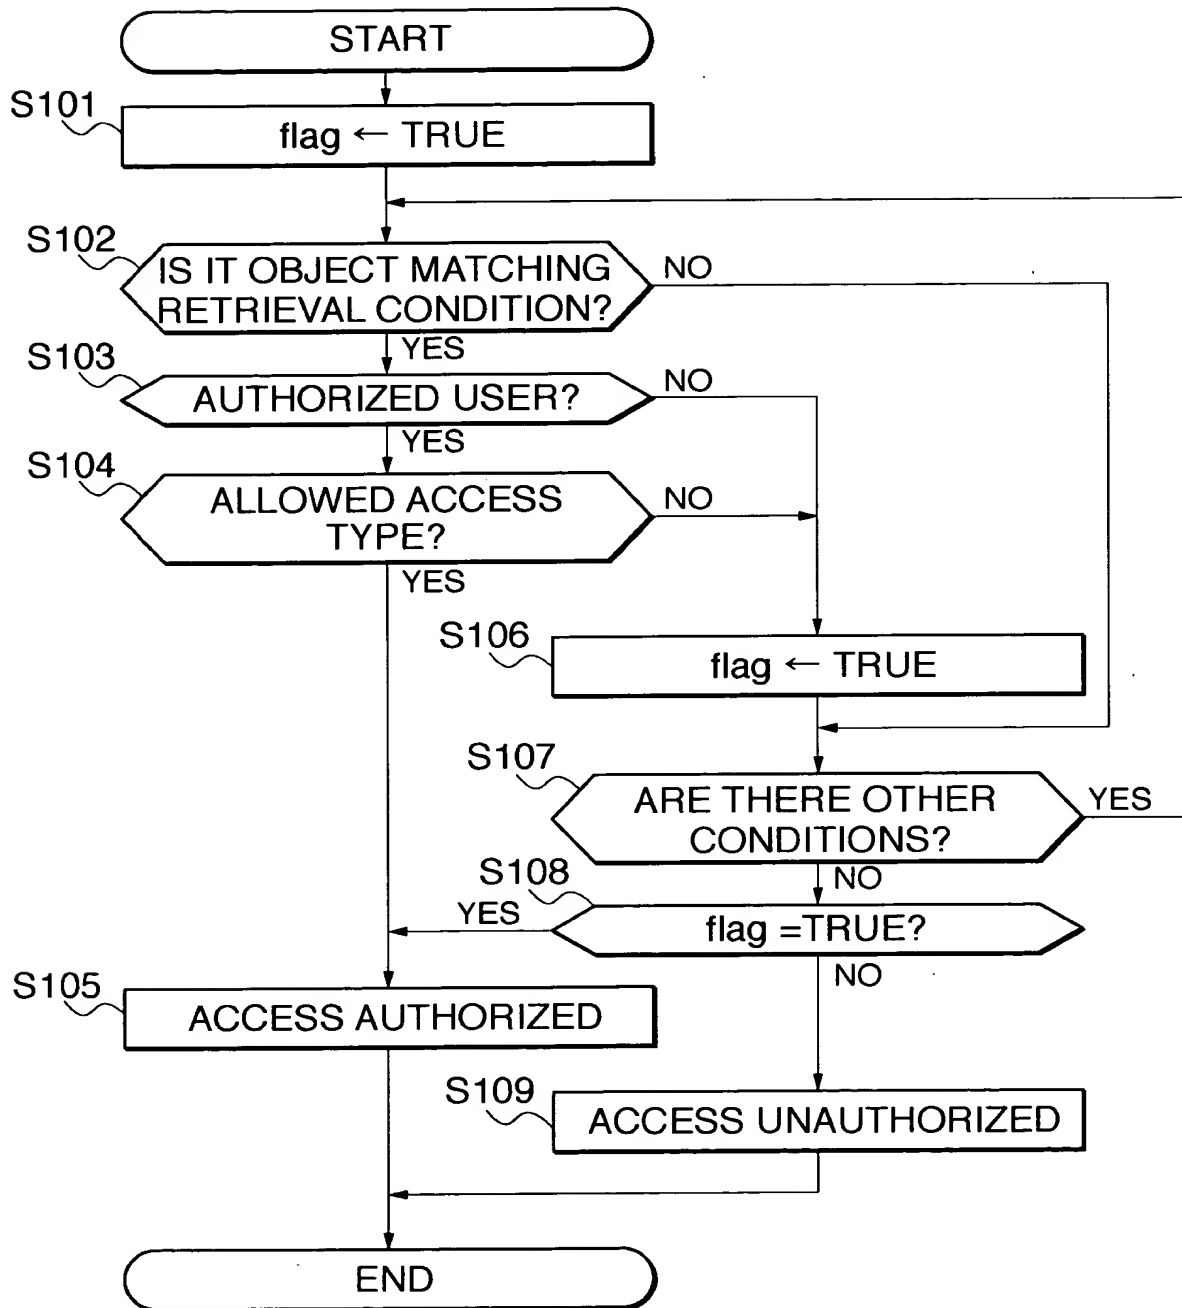 START
S101
flag ← TRUE
S102
IS IT OBJECT MATCHING
RETRIEVAL CONDITION?
NO
YES
S103
AUTHORIZED USER?
NO
YES
S104
ALLOWED ACCESS
TYPE?
NO
YES
S106
flag ← TRUE
S107
ARE THERE OTHER
CONDITIONS?
YES
NO
S108
flag =TRUE?
YES
NO
S105
ACCESS AUTHORIZED
S109
ACCESS UNAUTHORIZED
END